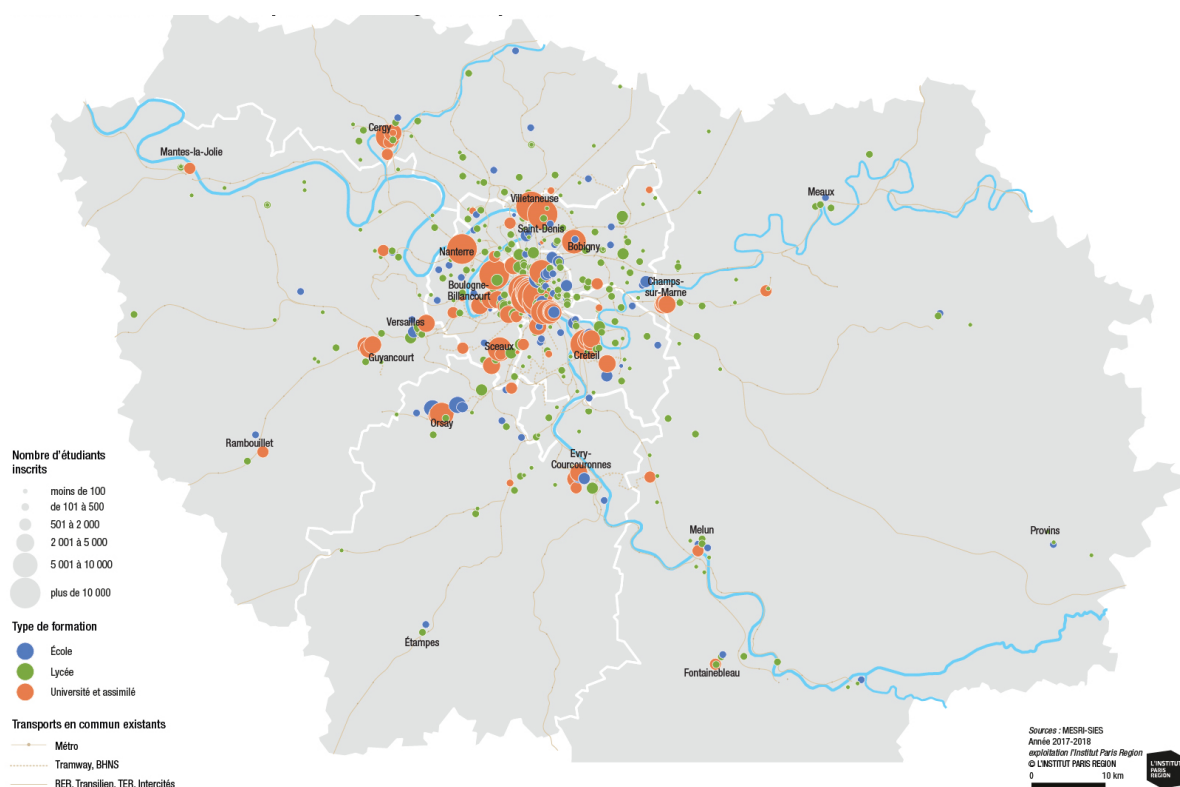 Cergy
Mantes-la-Jolie
Meaux
Villetaneuse
Saint-Denis
Bobigny
Nanterre
Champs-
sur-Marne
Boulogne-
Billancourt
Versailles
Sceaux
Créteil
Guyancourt
Orsay
Rambouillet
Evry-
Courcouronnes
Melun
Provins
Étampes
Fontainebleau
Nombre d'étudiants
inscrits
moins de 100
de 101 à 500
501 à 2 000
2 001 à 5 000
5 001 à 10 000
plus de 10 000
Type de formation
École
Lycée
Université et assimilé
Transports en commun existants
Métro
Tramway, BHNS
RER, Transilien, TER, Intercités
Sources : MESRI-SIES
Année 2017-2018
exploitation l'Institut Paris Region
© L'INSTITUT PARIS REGION
0 10 km
L'INSTITUT
PARIS
REGION